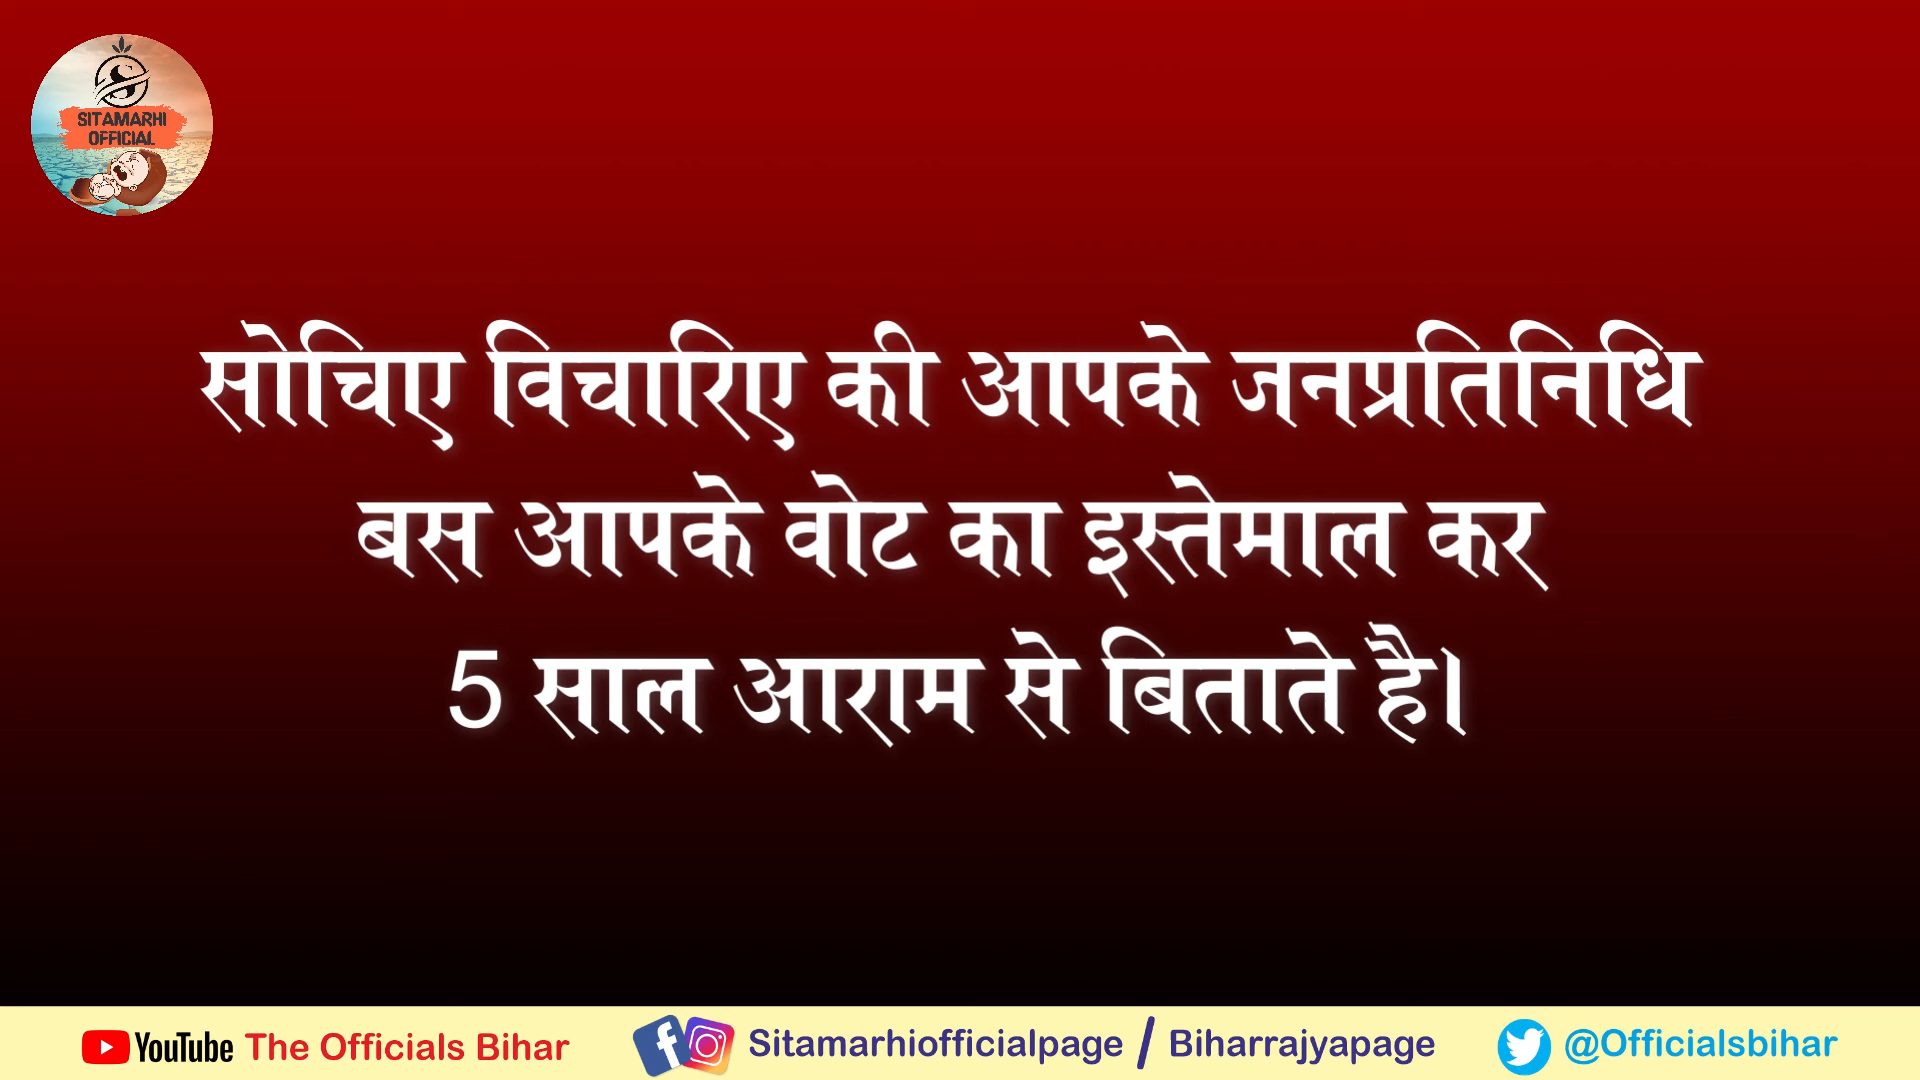 SITAMARHI
OFFICIAL
सोचिए विचारिए की आपके जनप्रतिनिधि
बस आपके वोट का इस्तेमाल कर
5 साल आराम से बिताते है।
YouTube The Officials Bihar
Sitamarhiofficialpage / Biharrajyapage
@Officialsbihar